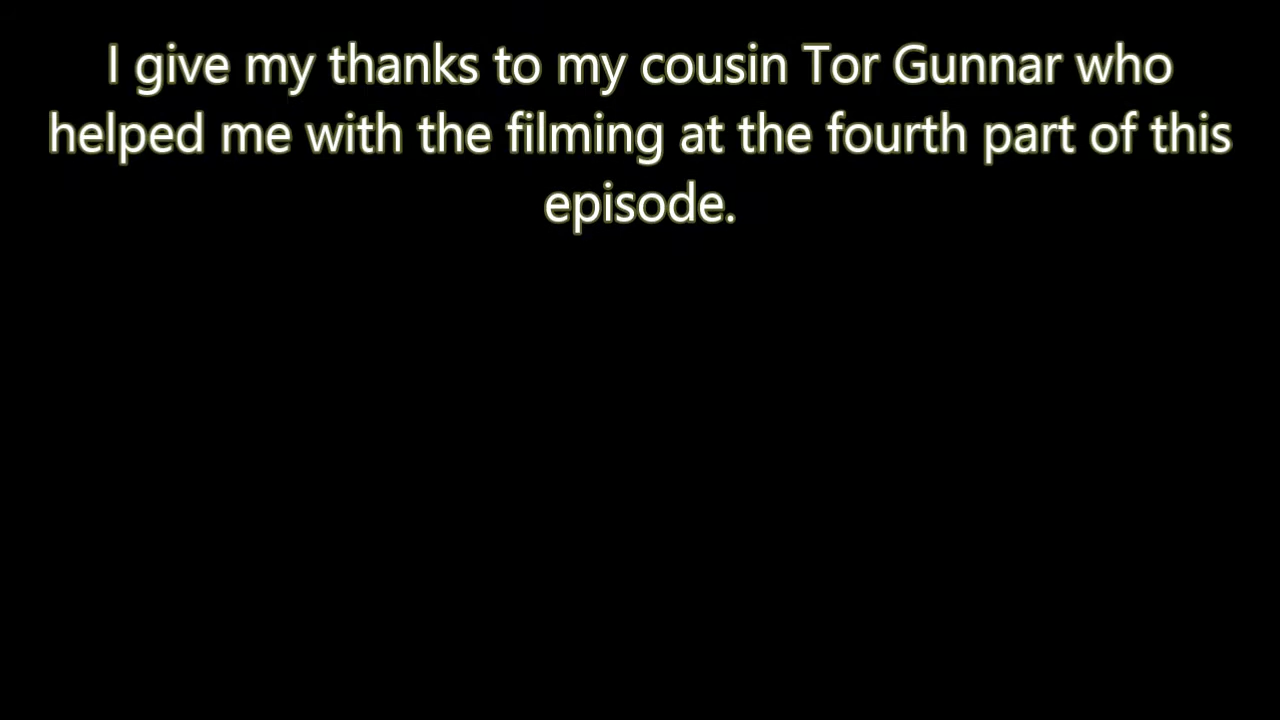 I give my thanks to my cousin Tor Gunnar who
helped me with the filming at the fourth part of this
episode.